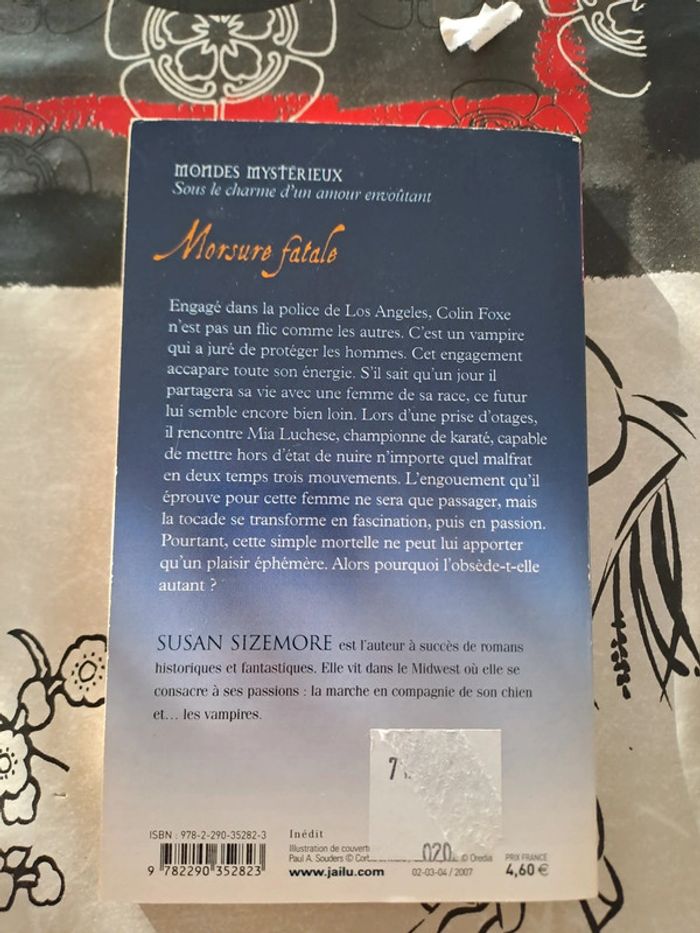 MONDES MYSTÉRIEUX
Sous le charme d'un amour envoûtant
Morsure fatale
Engagé dans la police de Los Angeles, Colin Foxe
n'est pas un flic comme les autres. C'est un vampire
qui a juré de protéger les hommes. Cet engagement
accapare toute son énergie. S'il sait qu'un jour il
partagera sa vie avec une femme de sa race, ce futur
lui semble encore bien loin. Lors d'une prise d'otages,
il rencontre Mia Luchese, championne de karaté, capable
de mettre hors d'état de nuire n'importe quel malfrat
en deux temps trois mouvements. L'engouement qu'il
éprouve pour cette femme ne sera que passager, mais
la tocade se transforme en fascination, puis en passion.
Pourtant, cette simple mortelle ne peut lui apporter
qu'un plaisir éphémère. Alors pourquoi l'obsède-t-elle
autant ?
SUSAN SIZEMORE est l'auteur à succès de romans
historiques et fantastiques. Elle vit dans le Midwest où elle se
consacre à ses passions : la marche en compagnie de son chien
et… les vampires.
7
ISBN : 978-2-290-35282-3
9 782290 352823
Inédit
Illustration de
Paul A. Souders © © Oredia
020
www.jailu.com
02-03-04 / 2007
PRIX FRANCE
4,60 €